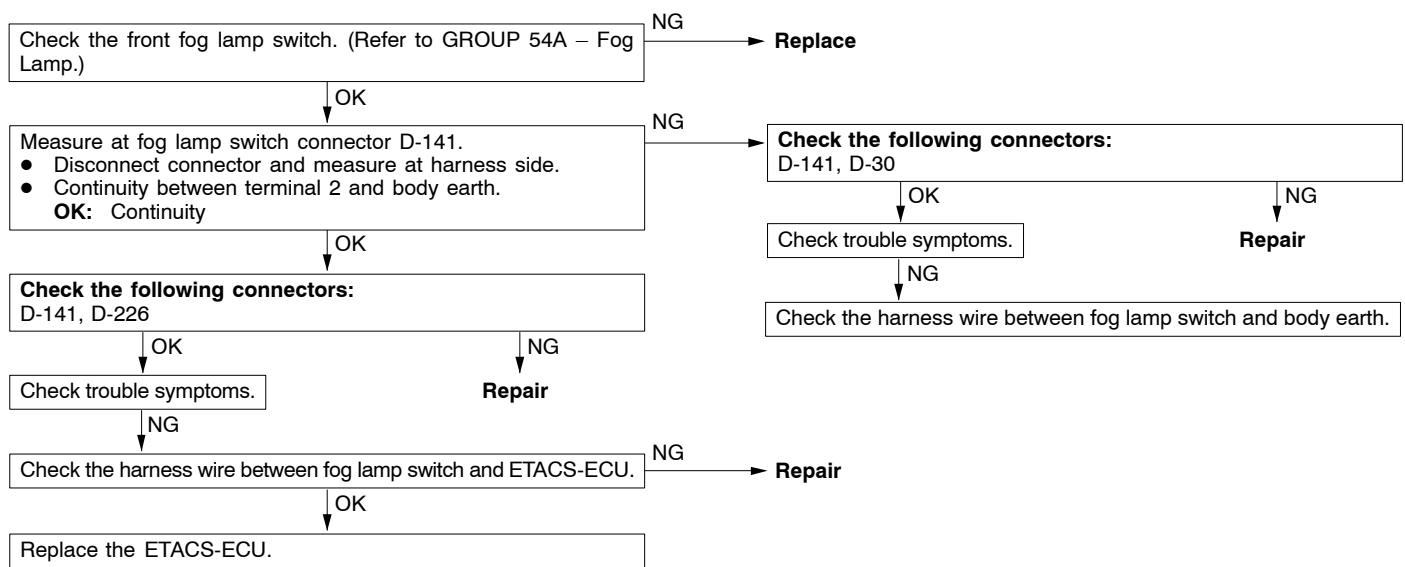 Check the front fog lamp switch. (Refer to GROUP 54A – Fog
Lamp.)
NG
Replace
OK
Measure at fog lamp switch connector D-141.
● Disconnect connector and measure at harness side.
● Continuity between terminal 2 and body earth.
OK: Continuity
NG
Check the following connectors:
D-141, D-30
OK
NG
Check trouble symptoms.
Repair
NG
Check the harness wire between fog lamp switch and body earth.
OK
Check the following connectors:
D-141, D-226
OK
NG
Check trouble symptoms.
Repair
NG
Check the harness wire between fog lamp switch and ETACS-ECU.
NG
Repair
OK
Replace the ETACS-ECU.